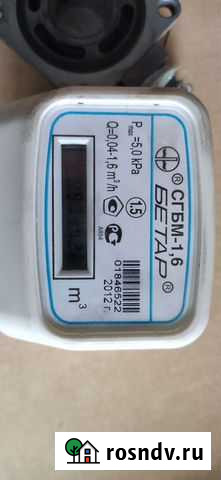 СГБМ-1,6
БЕТАР®
®
Pmax=5,0 kPa
Q=0,04-1,6 m³/h
1.5
m³
01846522
2012 г.
rosndv.ru